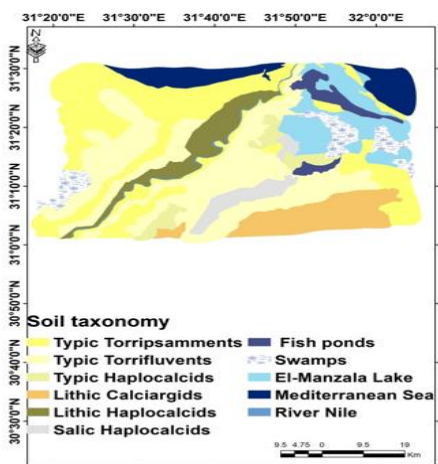 31°20'0"E 31°30'0"E 31°40'0"E 31°50'0"E 32°0'0"E
N
31°30'0"N
31°20'0"N
31°10'0"N
31°0'0"N
30°50'0"N
30°40'0"N
30°30'0"N
Soil taxonomy
Typic Torripsamments
Typic Torrifluvents
Typic Haplocalcids
Lithic Calciargids
Lithic Haplocalcids
Salic Haplocalcids
Fish ponds
Swamps
El-Manzala Lake
Mediterranean Sea
River Nile
9.5 4.75 0 9.5 19
Km